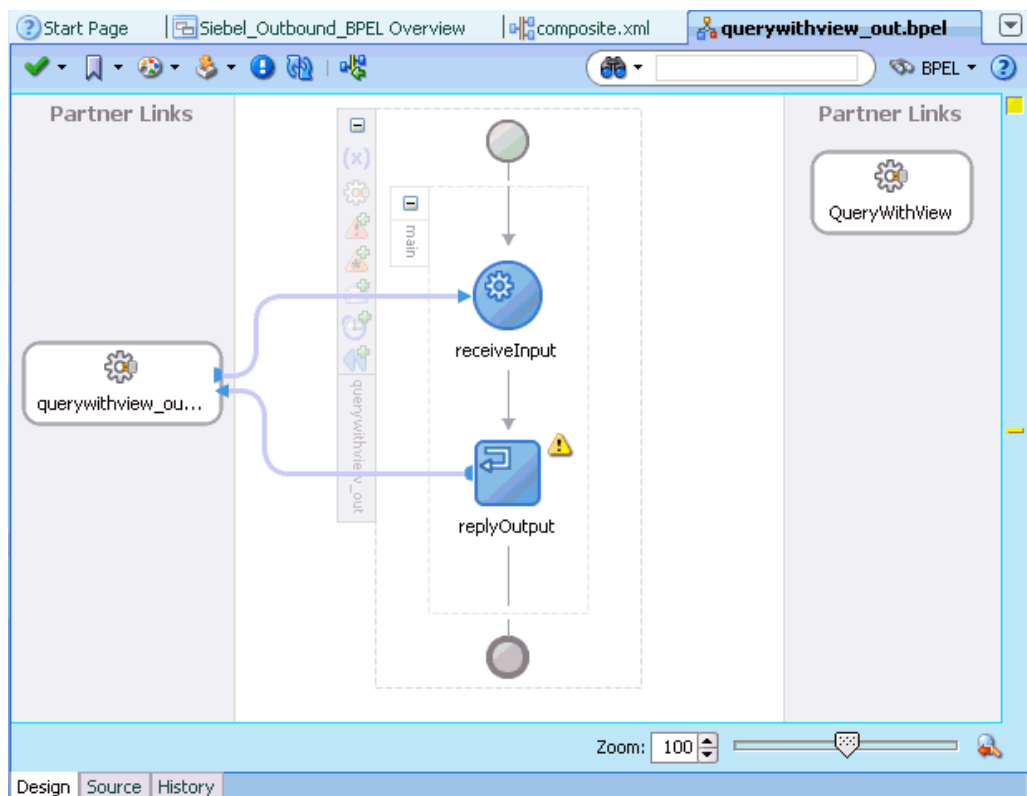 Start Page Siebel_Outbound_BPEL Overview composite.xml querywithview_out.bpel
BPEL
Partner Links
Partner Links
(x)
main
QueryWithView
receiveInput
querywithview_ou...
querywithview_out
replyOutput
Zoom: 100
Design Source History